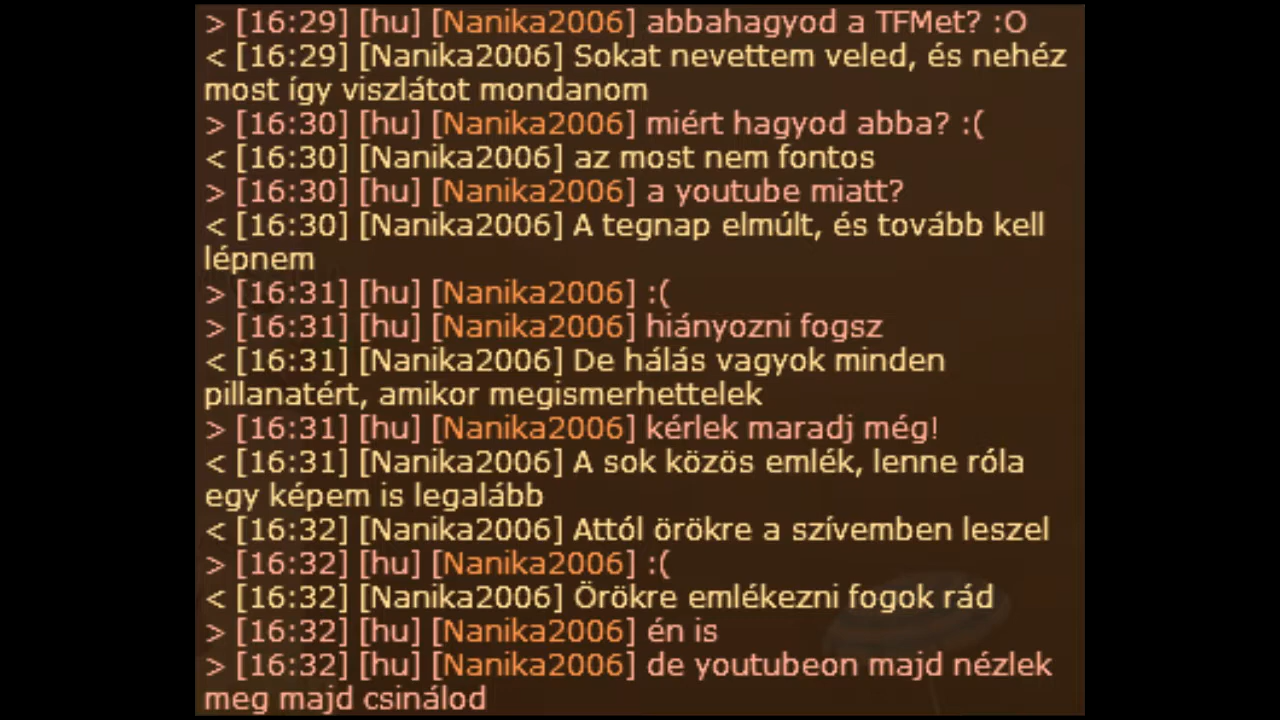 > [16:29] [hu] [Nanika2006] abbahagyod a TFMet? :O
< [16:29] [Nanika2006] Sokat nevettem veled, és nehéz
most így viszlátot mondanom
> [16:30] [hu] [Nanika2006] miért hagyod abba? :(
< [16:30] [Nanika2006] az most nem fontos
> [16:30] [hu] [Nanika2006] a youtube miatt?
< [16:30] [Nanika2006] A tegnap elmúlt, és tovább kell
lépnem
> [16:31] [hu] [Nanika2006] :(
> [16:31] [hu] [Nanika2006] hiányozni fogsz
< [16:31] [Nanika2006] De hálás vagyok minden
pillanatért, amikor megismerhettelek
> [16:31] [hu] [Nanika2006] kérlek maradj még!
< [16:31] [Nanika2006] A sok közös emlék, lenne róla
egy képem is legalább
< [16:32] [Nanika2006] Attól örökre a szívemben leszel
> [16:32] [hu] [Nanika2006] :(
< [16:32] [Nanika2006] Örökre emlékezni fogok rád
> [16:32] [hu] [Nanika2006] én is
> [16:32] [hu] [Nanika2006] de youtubeon majd nézlek
meg majd csinálod